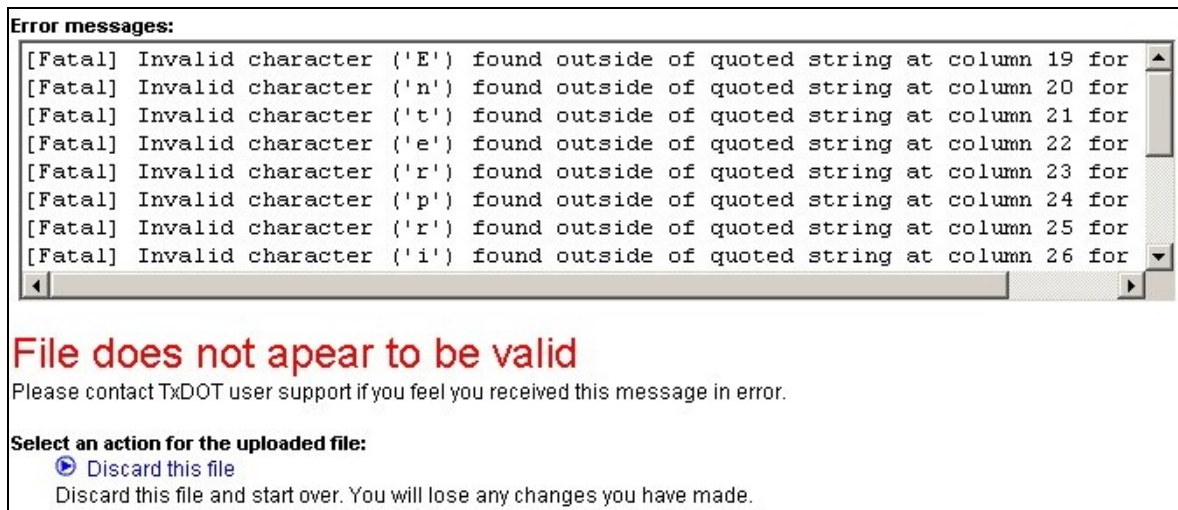 Error messages:
[Fatal] Invalid character ('E') found outside of quoted string at column 19 for
[Fatal] Invalid character ('n') found outside of quoted string at column 20 for
[Fatal] Invalid character ('t') found outside of quoted string at column 21 for
[Fatal] Invalid character ('e') found outside of quoted string at column 22 for
[Fatal] Invalid character ('r') found outside of quoted string at column 23 for
[Fatal] Invalid character ('p') found outside of quoted string at column 24 for
[Fatal] Invalid character ('r') found outside of quoted string at column 25 for
[Fatal] Invalid character ('i') found outside of quoted string at column 26 for
File does not apear to be valid
Please contact TxDOT user support if you feel you received this message in error.
Select an action for the uploaded file:
Discard this file
Discard this file and start over. You will lose any changes you have made.